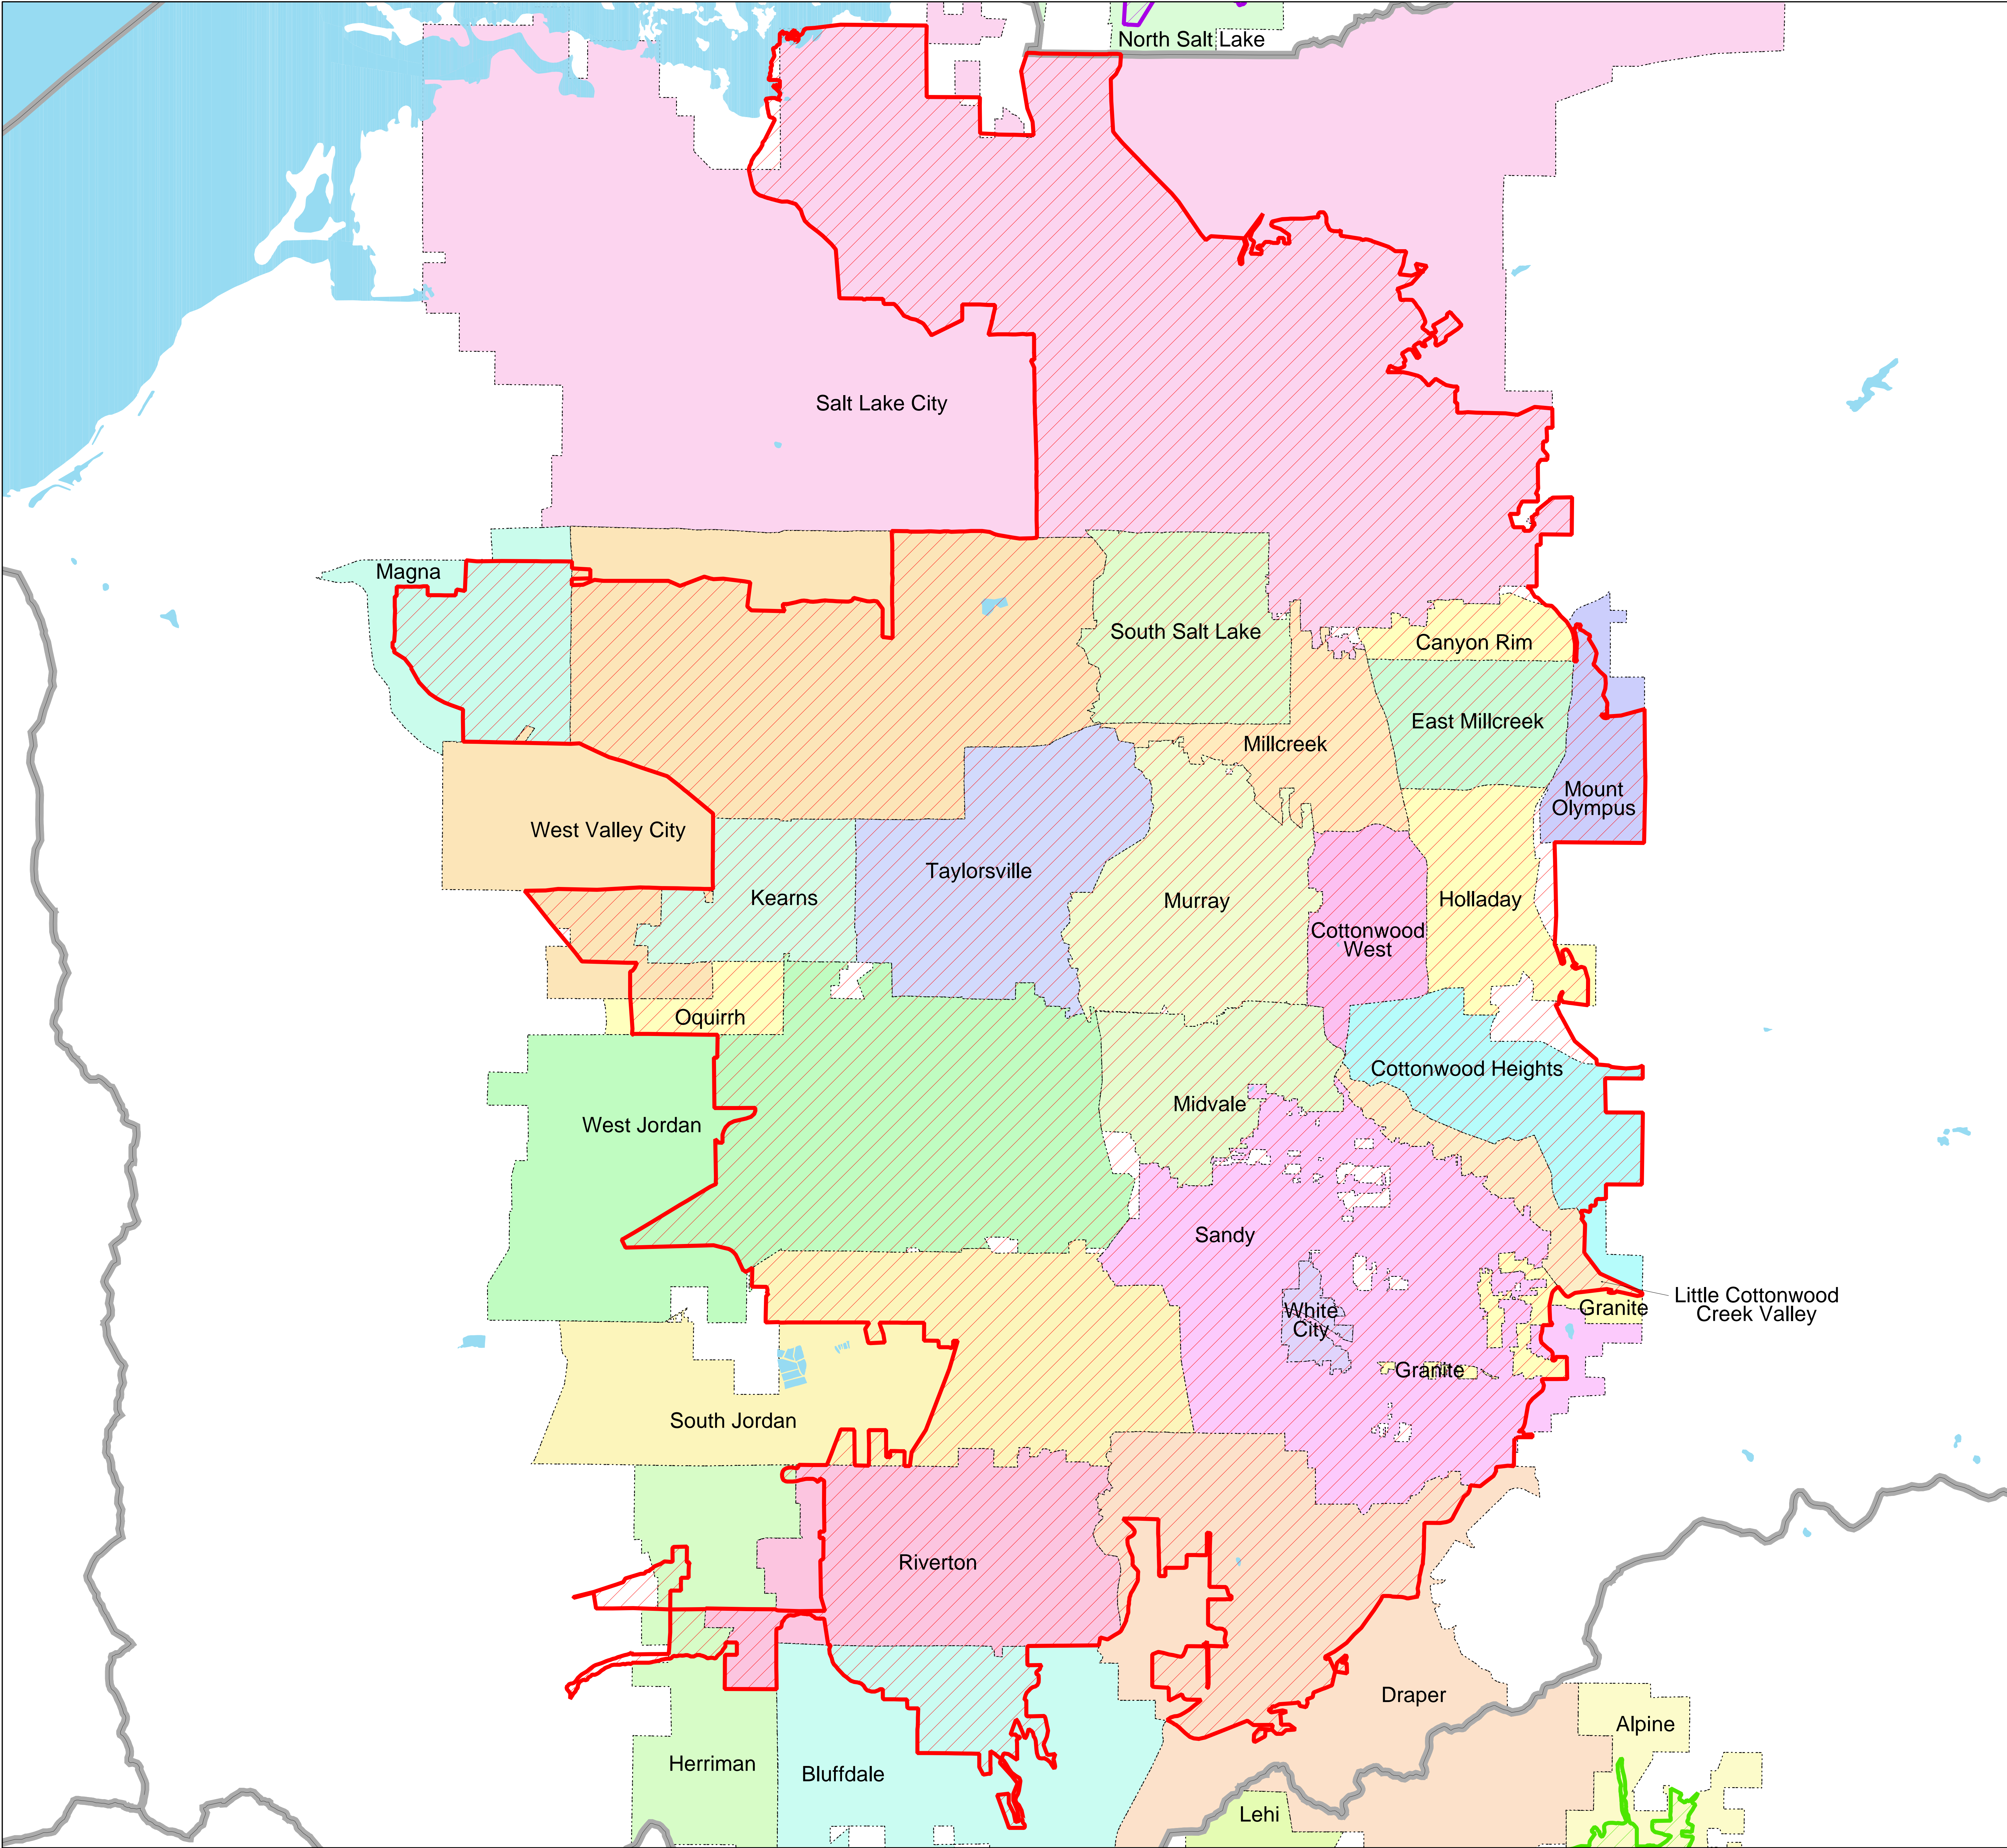 North Salt Lake
Salt Lake City
Magna
South Salt Lake
Canyon Rim
East Millcreek
Millcreek
Mount
Olympus
West Valley City
Taylorsville
Kearns
Murray
Holladay
Cottonwood
West
Oquirrh
Cottonwood Heights
Midvale
West Jordan
Sandy
Little Cottonwood
Creek Valley
Granite
White
City
Granite
South Jordan
Riverton
Draper
Alpine
Herriman
Bluffdale
Lehi